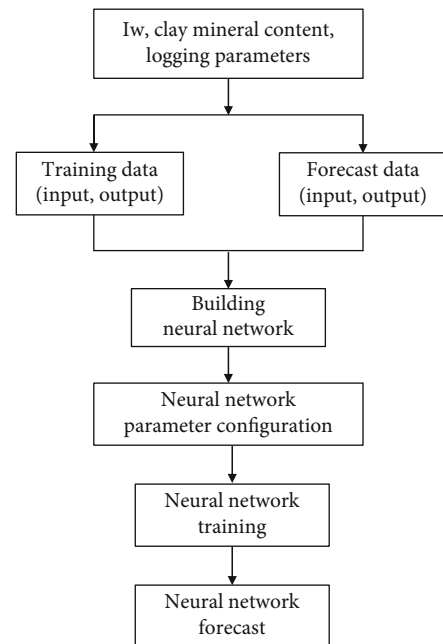 Iw, clay mineral content,
logging parameters
Training data
(input, output)
Forecast data
(input, output)
Building
neural network
Neural network
parameter configuration
Neural network
training
Neural network
forecast